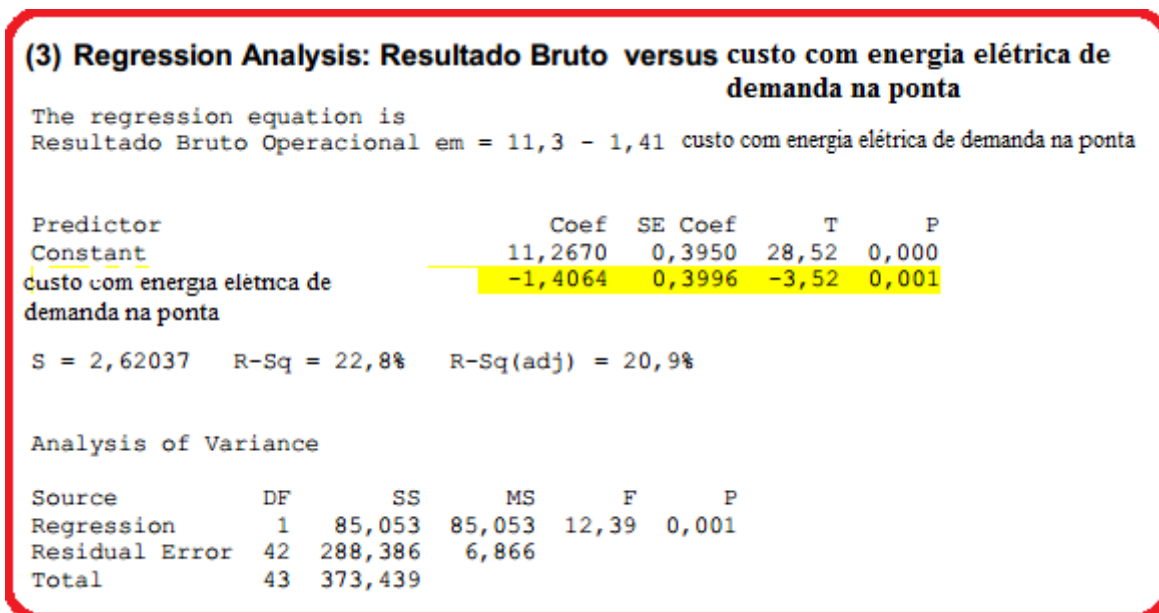 (3) Regression Analysis: Resultado Bruto versus custo com energia elétrica de
demanda na ponta
The regression equation is
Resultado Bruto Operacional em = 11,3 - 1,41 custo com energia elétrica de demanda na ponta
Predictor Coef SE Coef T P
Constant 11,2670 0,3950 28,52 0,000
custo com energia elétrica de -1,4064 0,3996 -3,52 0,001
demanda na ponta
S = 2,62037 R-Sq = 22,8% R-Sq(adj) = 20,9%
Analysis of Variance
Source DF SS MS F P
Regression 1 85,053 85,053 12,39 0,001
Residual Error 42 288,386 6,866
Total 43 373,439